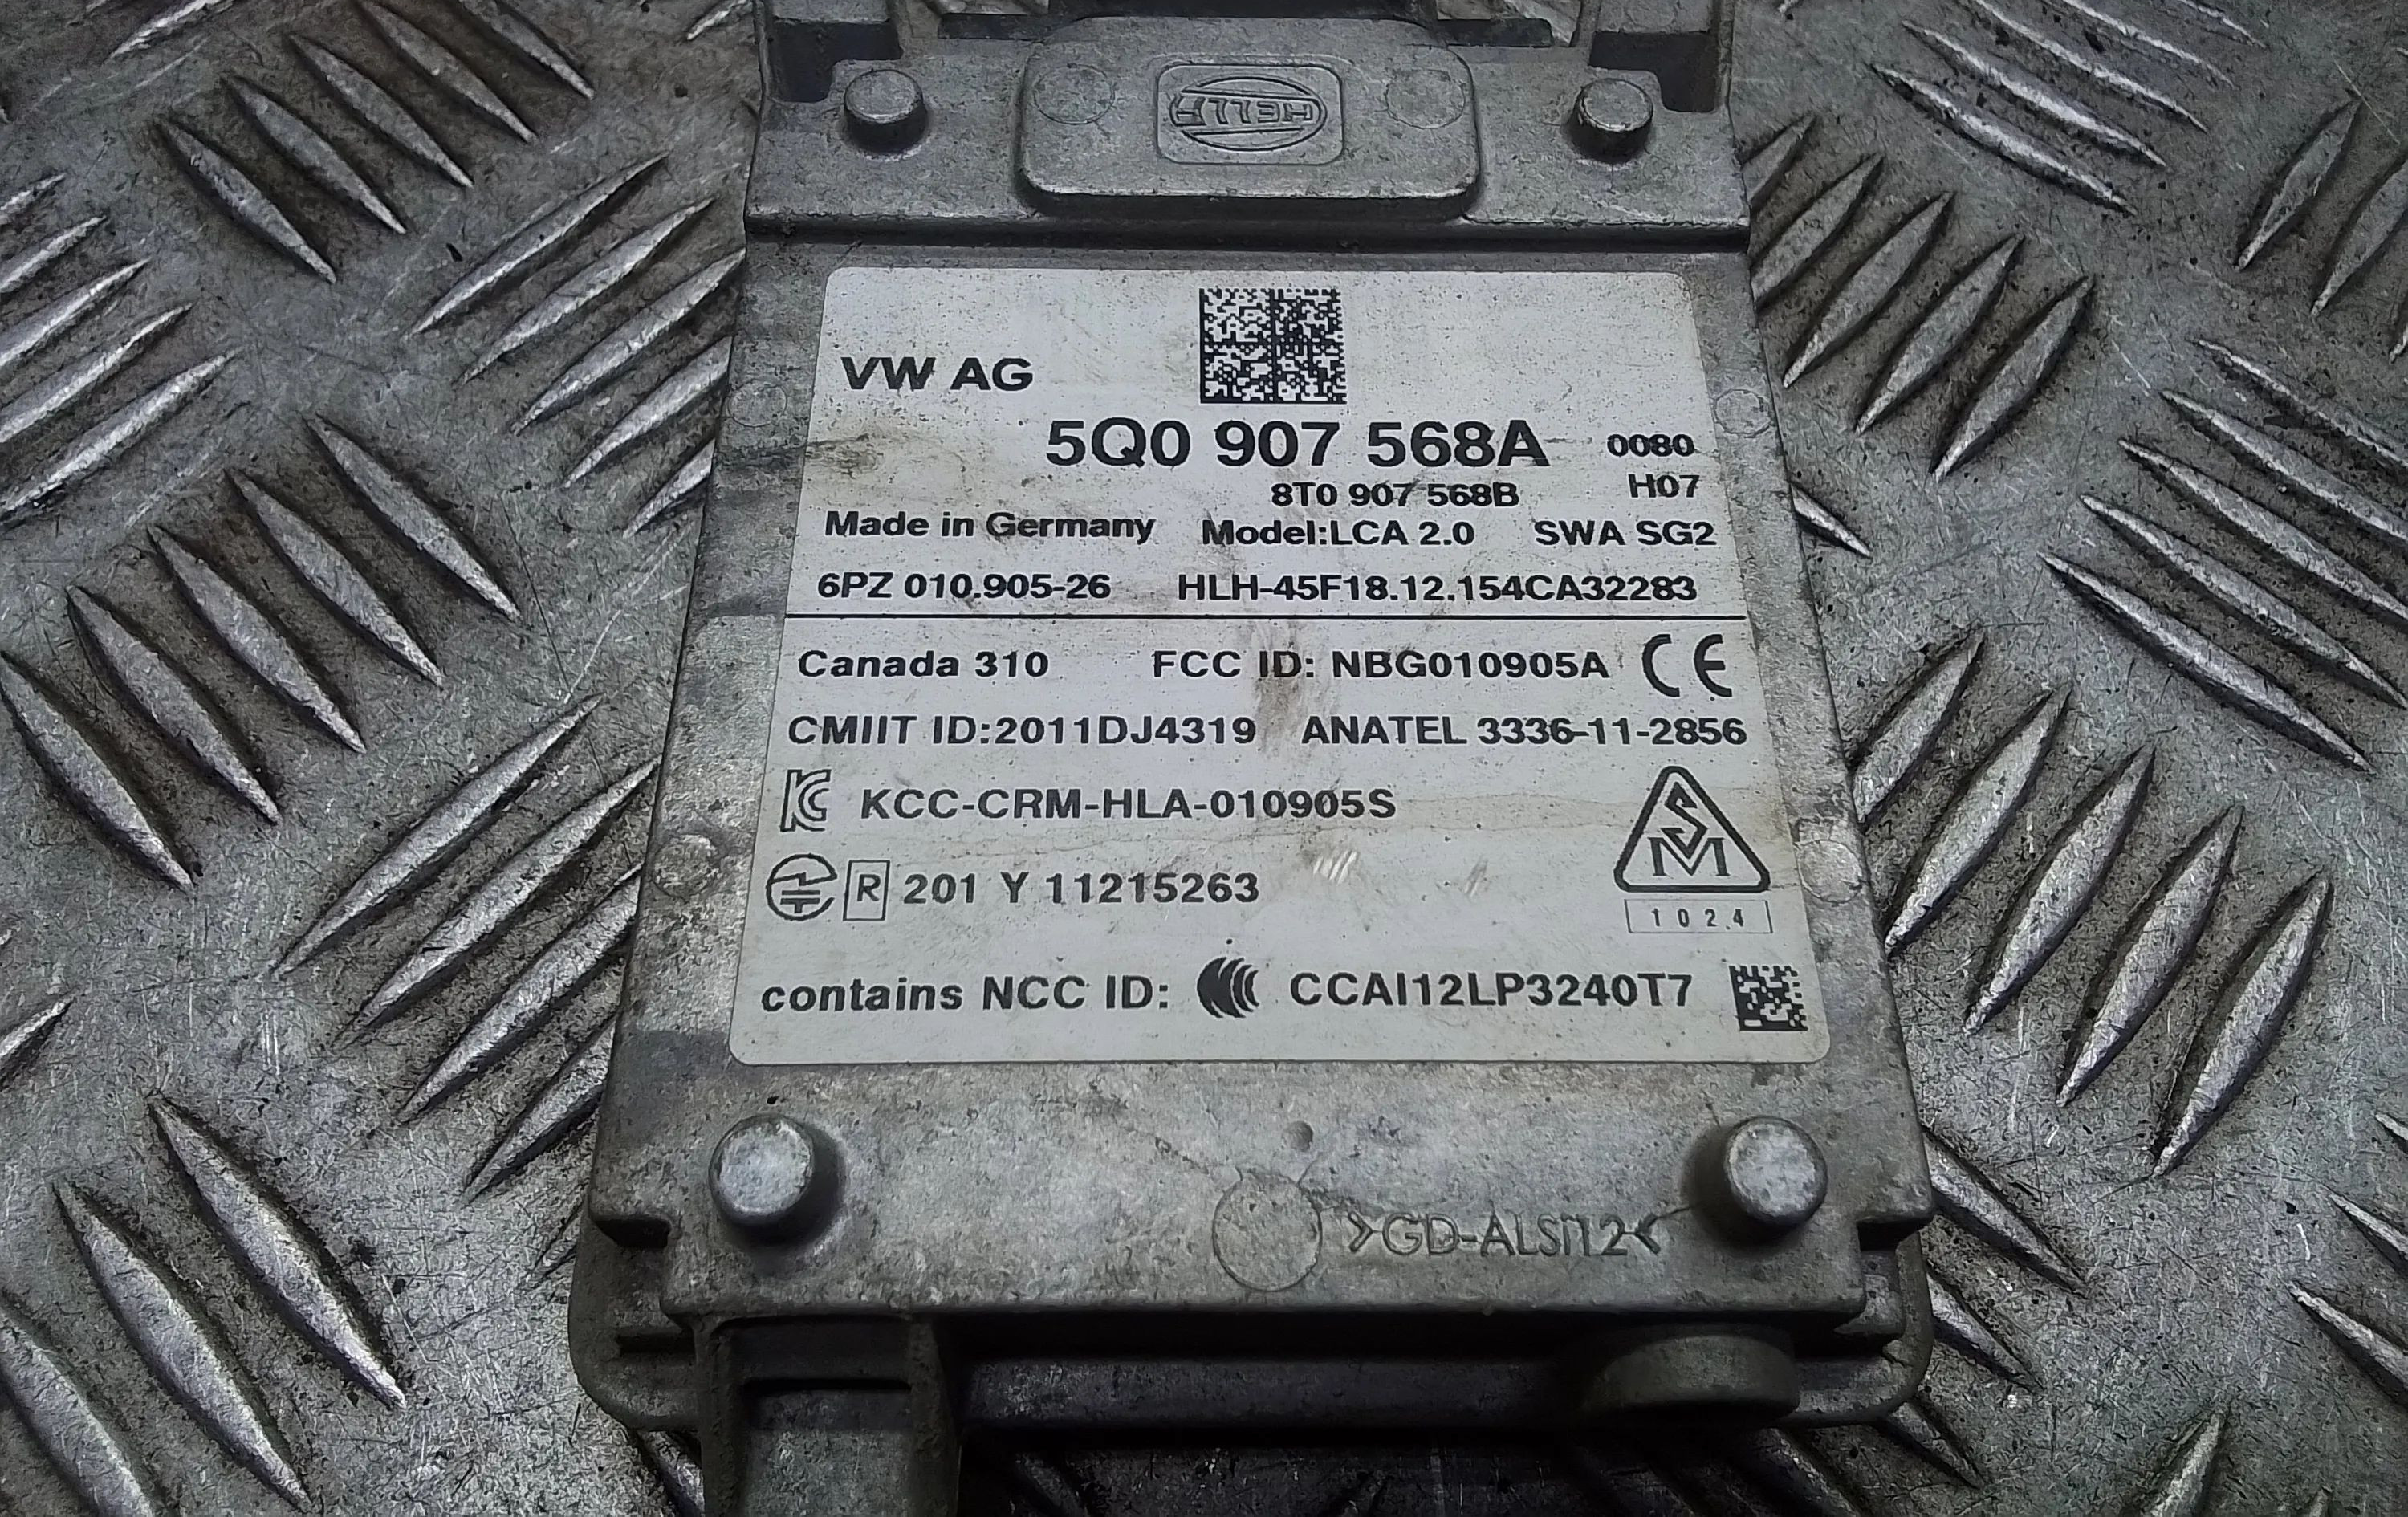 HELLA
VW AG
5Q0 907 568A 0080
8T0 907 568B H07
Made in Germany Model:LCA 2.0 SWA SG2
6PZ 010.905-26 HLH-45F18.12.154CA32283
Canada 310 FCC ID: NBG010905A CE
CMIIT ID:2011DJ4319 ANATEL 3336-11-2856
KCC-CRM-HLA-010905S
R 201 Y 11215263
SM
1024
contains NCC ID: CCAI12LP3240T7
>GD-ALSI12<